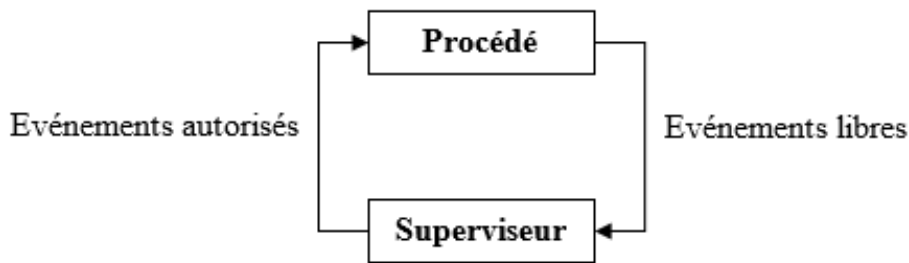 Procédé
Evénements autorisés
Evénements libres
Superviseur